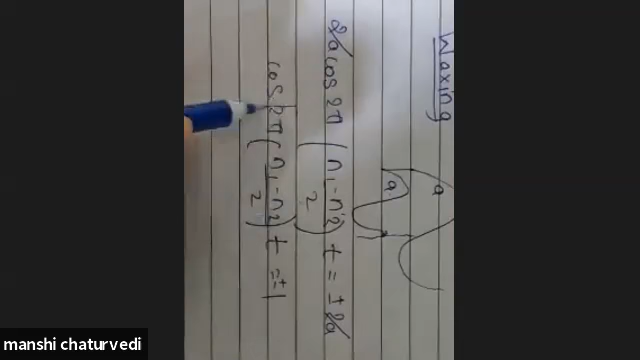 Waxing
a
a
2a cos 2π (n₁ - n₂ / 2) t = ± 2a
cos 2π (n₁ - n₂ / 2) t = ± 1
manshi chaturvedi